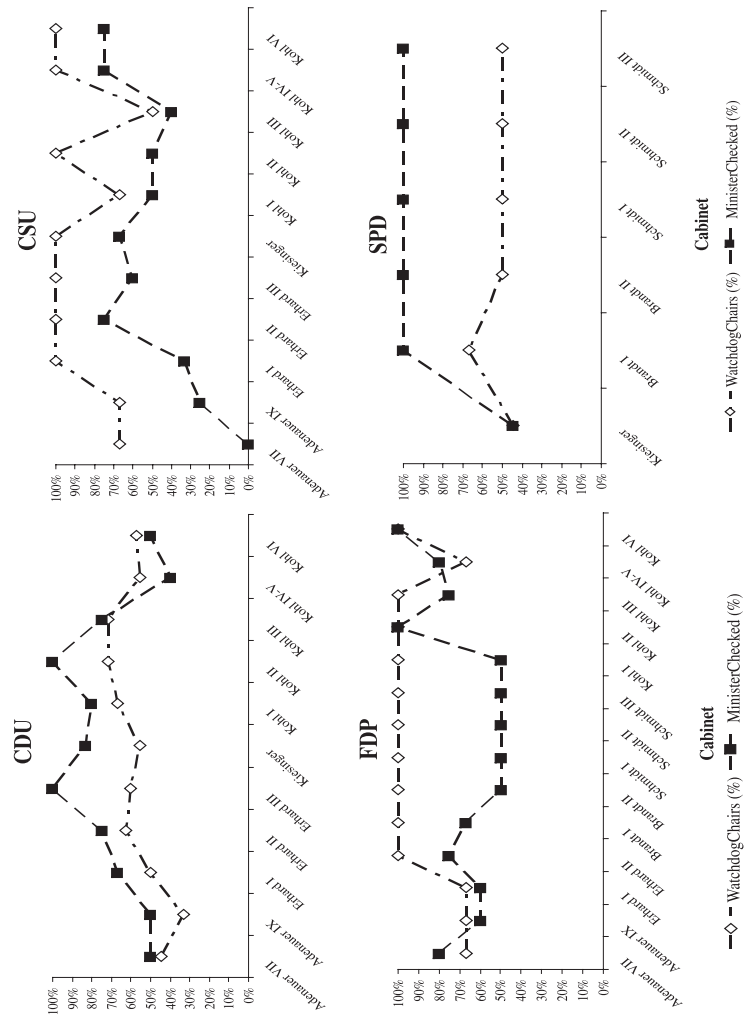 CDU
100%
90%
80%
70%
60%
50%
40%
30%
20%
10%
0%
Adenauer VII
Adenauer IX
Erhard I
Erhard II
Erhard III
Kiesinger
Kohl I
Kohl II
Kohl III
Kohl IV-V
Kohl VI
CSU
100%
90%
80%
70%
60%
50%
40%
30%
20%
10%
0%
Adenauer VII
Adenauer IX
Erhard I
Erhard II
Erhard III
Kiesinger
Kohl I
Kohl II
Kohl III
Kohl IV-V
Kohl VI
FDP
100%
90%
80%
70%
60%
50%
40%
30%
20%
10%
0%
Adenauer VII
Adenauer IX
Erhard I
Erhard II
Brandt I
Brandt II
Schmidt I
Schmidt II
Schmidt III
Kohl I
Kohl II
Kohl III
Kohl IV-V
Kohl VI
Cabinet
WatchdogChairs (%) MinisterChecked (%)
SPD
100%
90%
80%
70%
60%
50%
40%
30%
20%
10%
0%
Kiesinger
Brandt I
Brandt II
Schmidt I
Schmidt II
Schmidt III
Cabinet
WatchdogChairs (%) MinisterChecked (%)